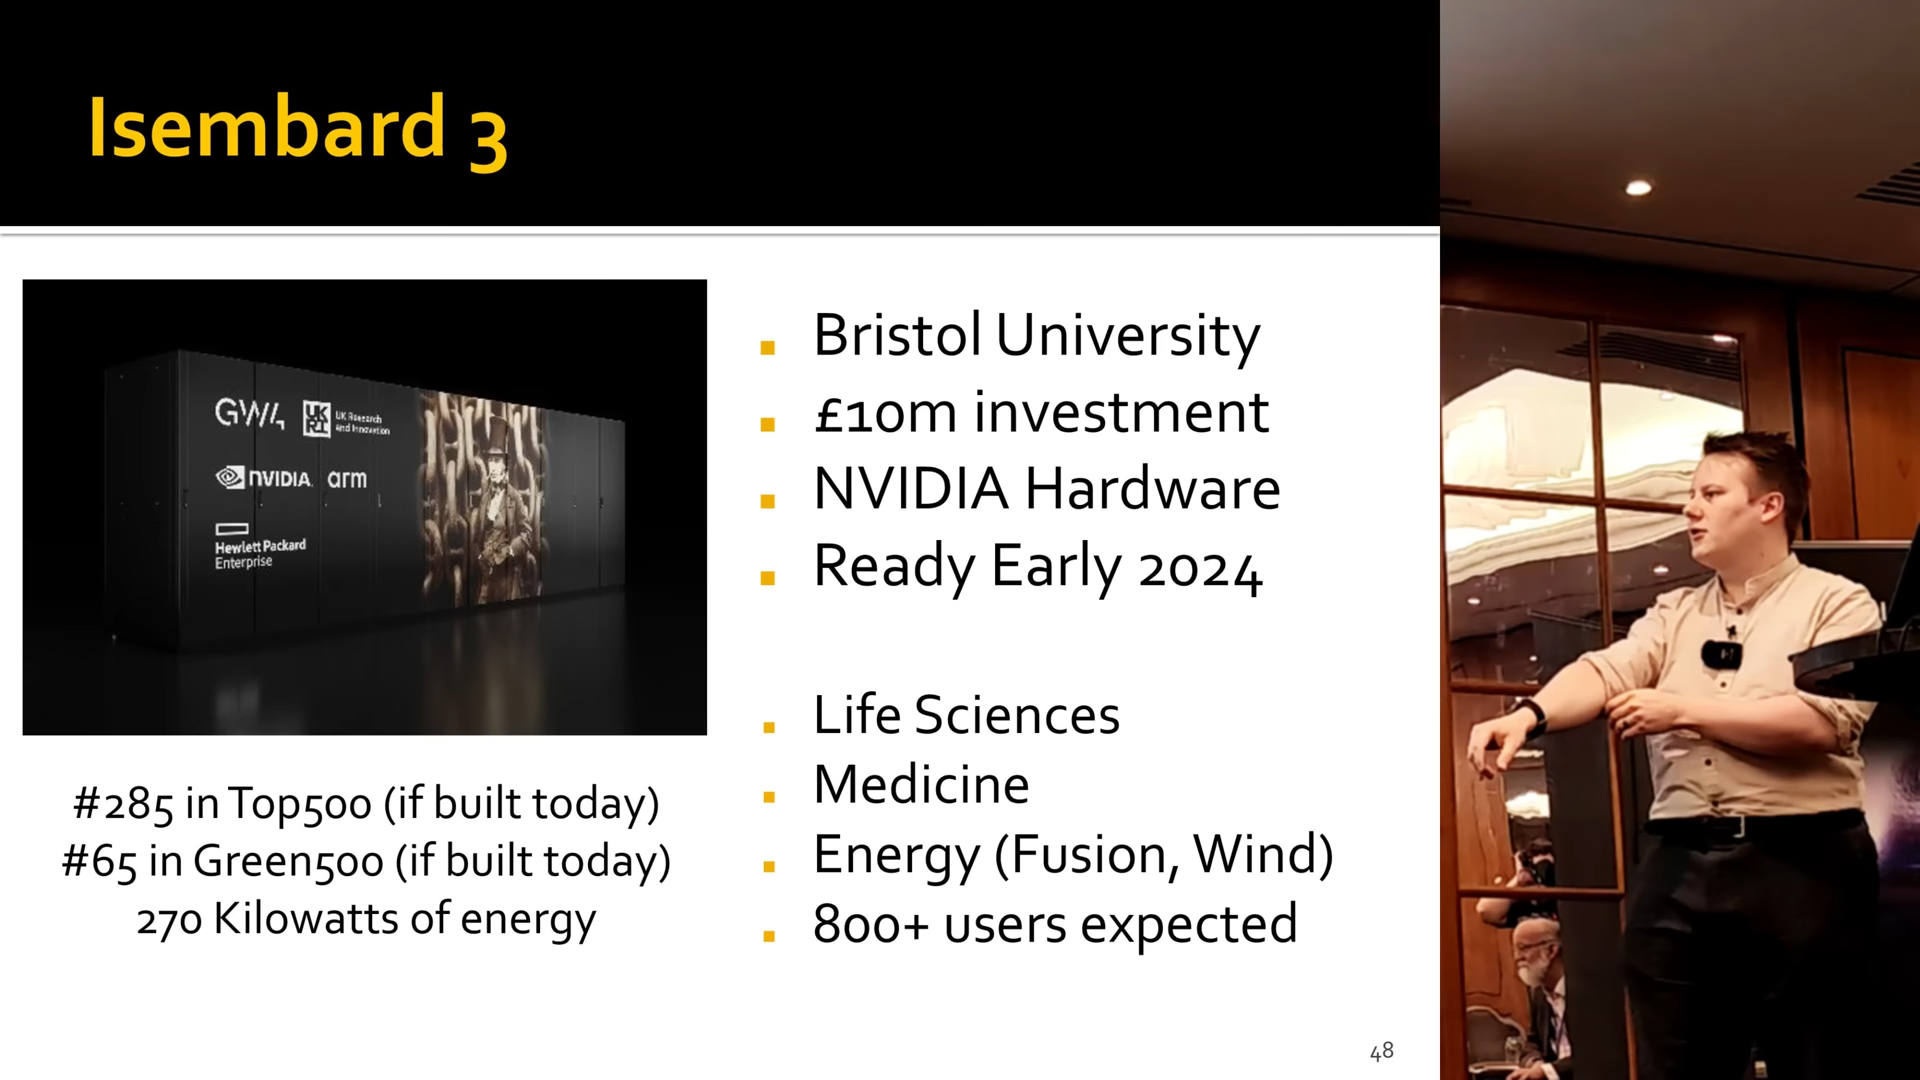 Isembard 3
GW4
UK
RI
UK Research
and Innovation
NVIDIA.
arm
Hewlett Packard
Enterprise
#285 in Top500 (if built today)
#65 in Green500 (if built today)
270 Kilowatts of energy
Bristol University
£10m investment
NVIDIA Hardware
Ready Early 2024
Life Sciences
Medicine
Energy (Fusion, Wind)
800+ users expected
48